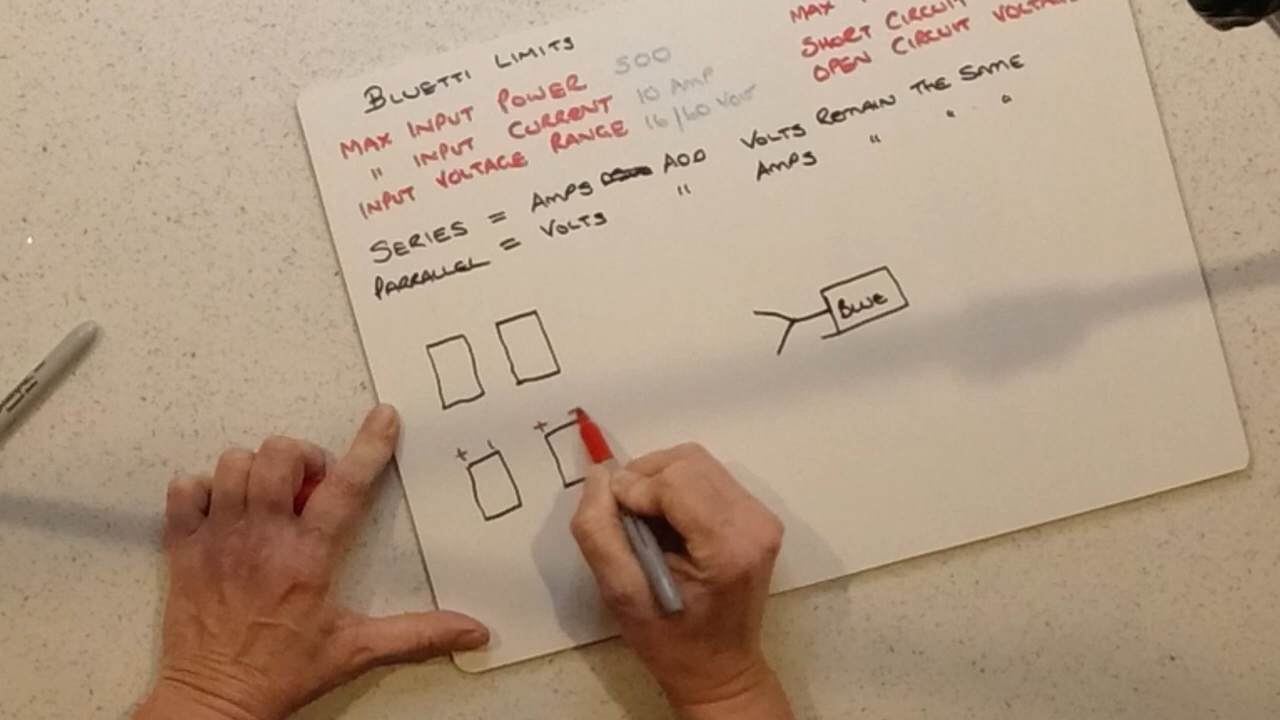 BLUETTI LIMITS
MAX INPUT POWER 500
" INPUT CURRENT 10 AMP
INPUT VOLTAGE RANGE 16/60 VOLT
MAX
SHORT CIRCUIT
OPEN CIRCUIT VOLTAGE
SERIES = AMPS ADD VOLTS REMAIN THE SAME
PARRALLEL = VOLTS " AMPS " " "
BLUE
+ +